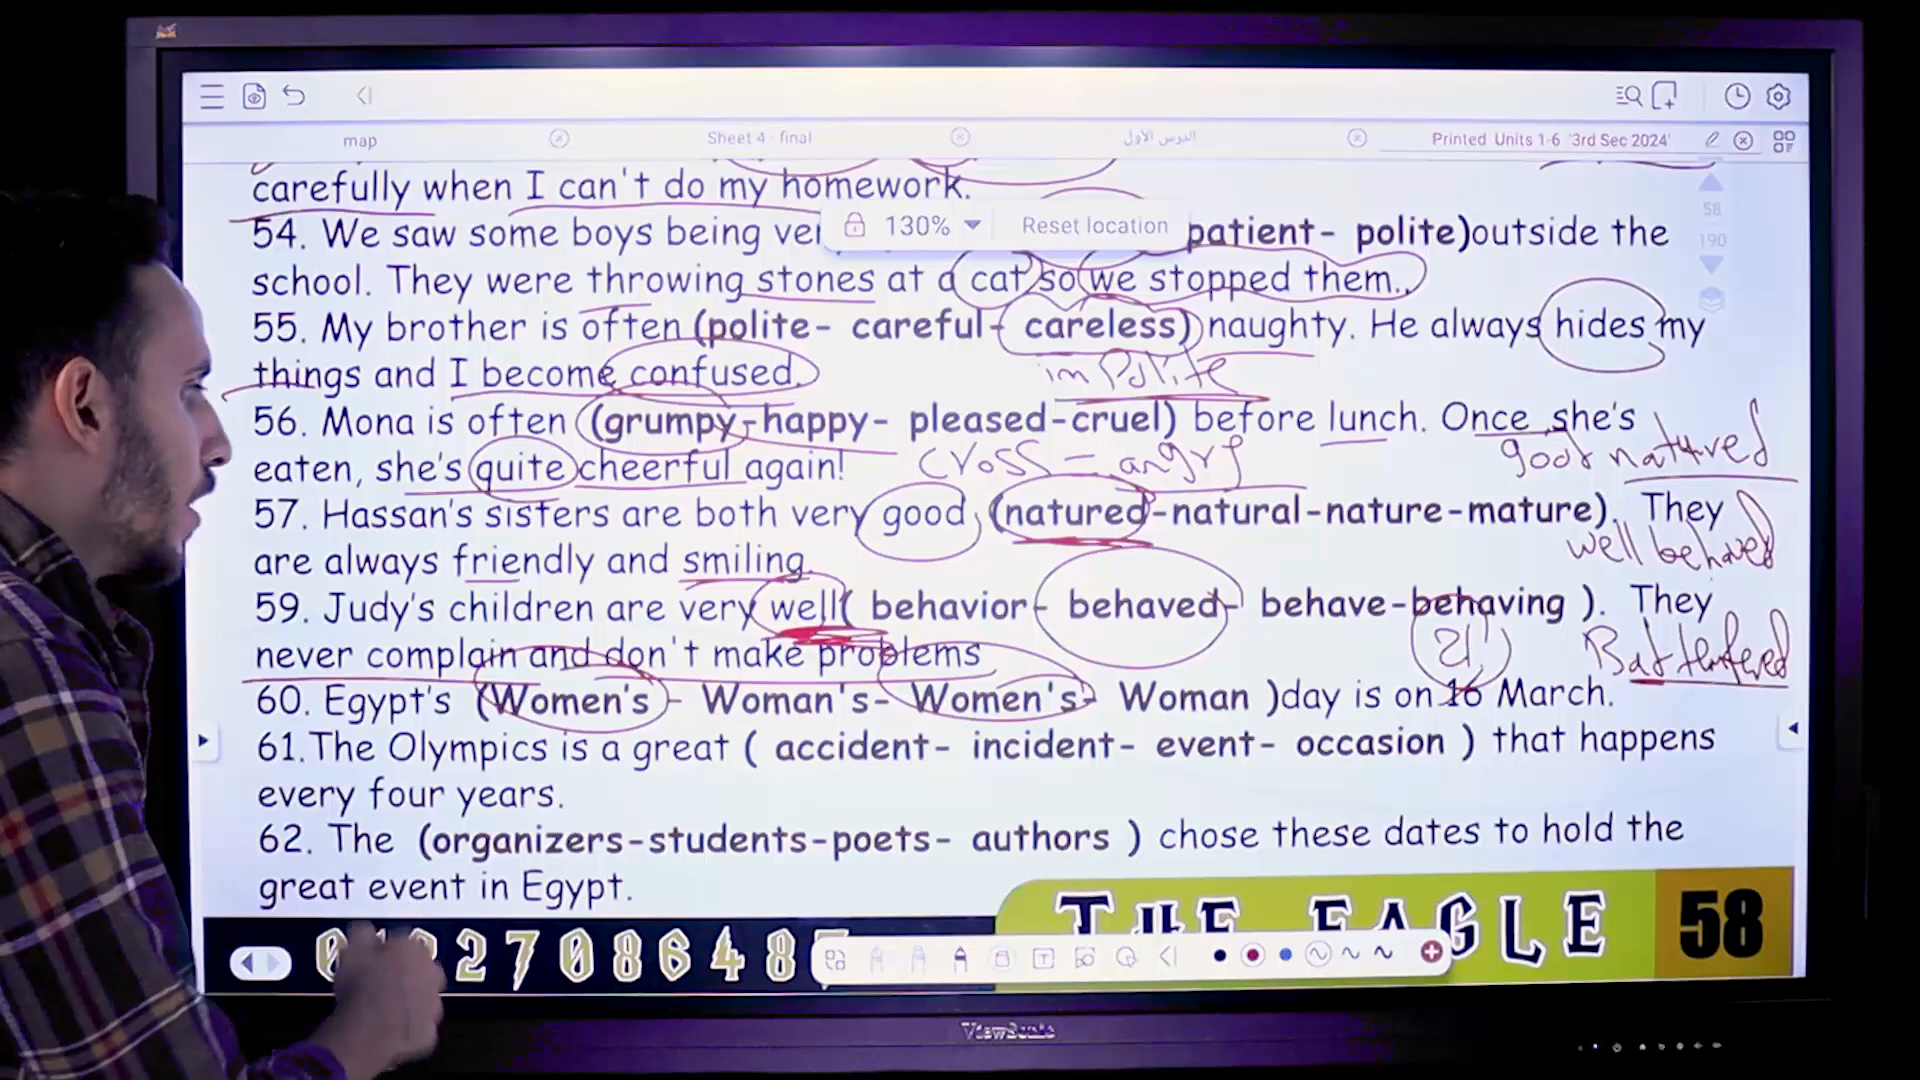 map
Sheet 4 - final
الدرس الأول
Printed Units 1-6 '3rd Sec 2024'
carefully when I can't do my homework.
130% Reset location
58
190
54. We saw some boys being patient- polite)outside the
school. They were throwing stones at a cat so we stopped them.
55. My brother is often (polite- careful- careless) naughty. He always hides my
things and I become confused.
impolite
56. Mona is often (grumpy-happy- pleased-cruel) before lunch. Once she's
eaten, she's quite cheerful again!
cross - angry
good natured
57. Hassan's sisters are both very good (natured-natural-nature-mature). They
are always friendly and smiling.
well behaved
59. Judy's children are very well( behavior- behaved- behave-behaving ). They
never complain and don't make problems
21
60. Egypt's (Women's- Woman's- Women's- Woman )day is on 16 March.
61.The Olympics is a great ( accident- incident- event- occasion ) that happens
every four years.
62. The (organizers-students-poets- authors ) chose these dates to hold the
great event in Egypt.
THE EAGLE
58
2708648
ViewSonic